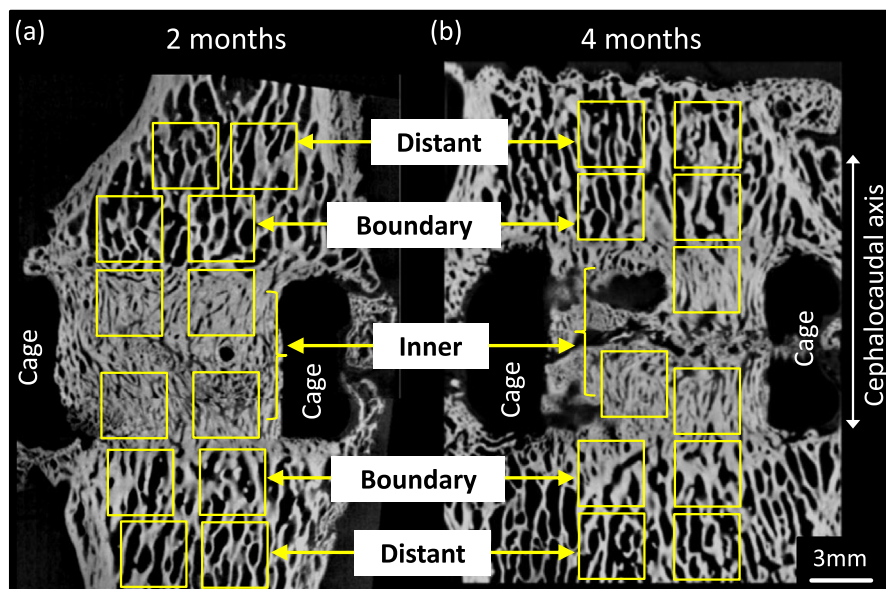 (a)
2 months
(b)
4 months
Distant
Boundary
Cage
Inner
Cage
Cage
Cage
Cephalocaudal axis
Boundary
Distant
3mm